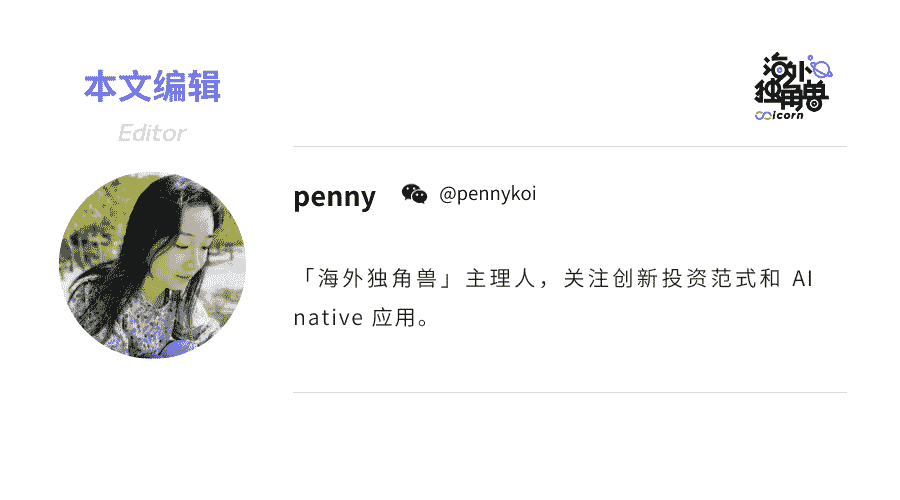 本文编辑
Editor
海外
独角兽
icorn
penny @pennykoi
「海外独角兽」主理人，关注创新投资范式和 AI
native 应用。